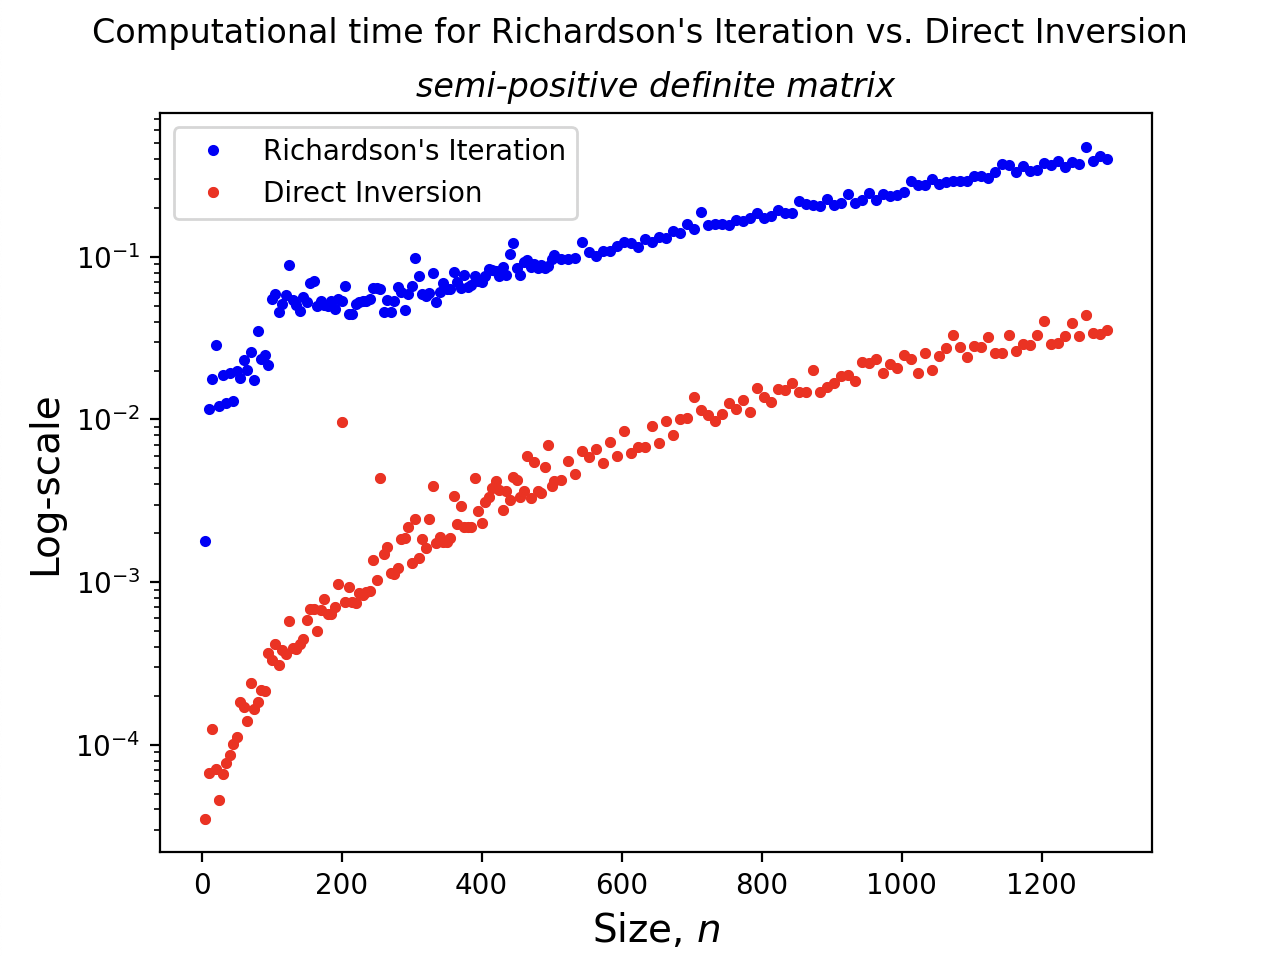 Computational time for Richardson's Iteration vs. Direct Inversion
semi-positive definite matrix
Richardson's Iteration
Direct Inversion
Log-scale
10⁻¹
10⁻²
10⁻³
10⁻⁴
0 200 400 600 800 1000 1200
Size, n